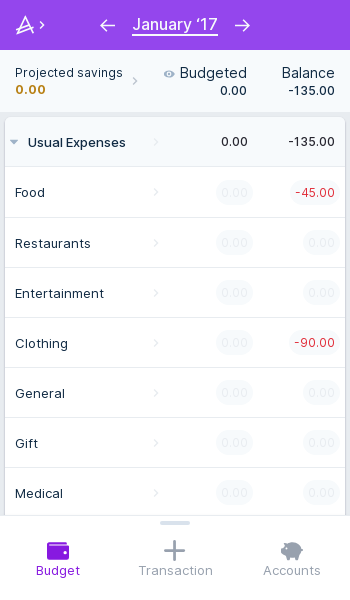 January ‘17
Projected savings Budgeted Balance
0.00 0.00 -135.00
Usual Expenses 0.00 -135.00
Food 0.00 -45.00
Restaurants 0.00 0.00
Entertainment 0.00 0.00
Clothing 0.00 -90.00
General 0.00 0.00
Gift 0.00 0.00
Medical 0.00 0.00
Budget Transaction Accounts